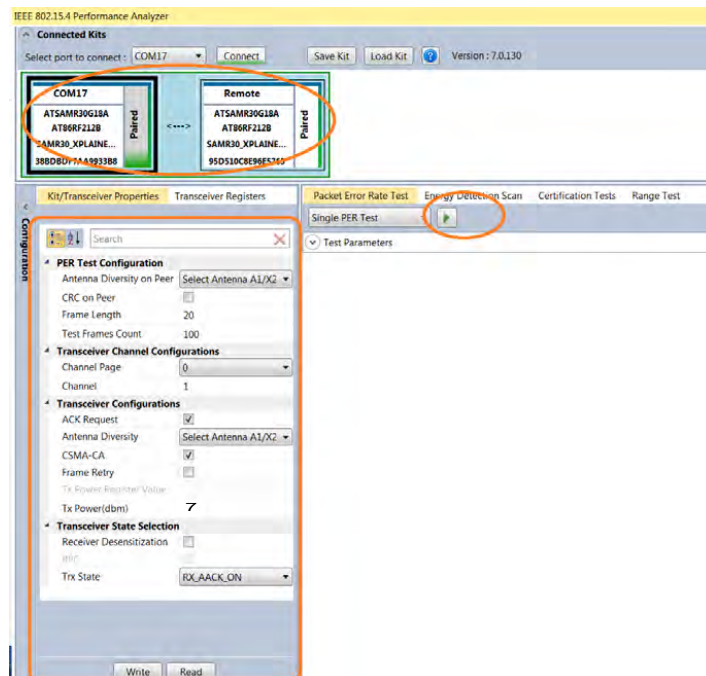 IEEE 802.15.4 Performance Analyzer
Connected Kits
Select port to connect : COM17 Connect Save Kit Load Kit ? Version : 7.0.130
COM17
ATSAMR30G18A
AT86RF212B
SAMR30_XPLAINE...
Paired
<--->
Remote
ATSAMR30G18A
AT86RF212B
SAMR30_XPLAINE...
Paired
Configuration
Kit/Transceiver Properties Transceiver Registers
Search
PER Test Configuration
Antenna Diversity on Peer Select Antenna A1/X2
CRC on Peer
Frame Length 20
Test Frames Count 100
Transceiver Channel Configurations
Channel Page 0
Channel 1
Transceiver Configurations
ACK Request
Antenna Diversity Select Antenna A1/X2
CSMA-CA
Frame Retry
Tx Power Register Value
Tx Power(dbm) 7
Transceiver State Selection
Receiver Desensitization
Trx State RX_AACK_ON
Write Read
Packet Error Rate Test Energy Detection Scan Certification Tests Range Test
Single PER Test
Test Parameters